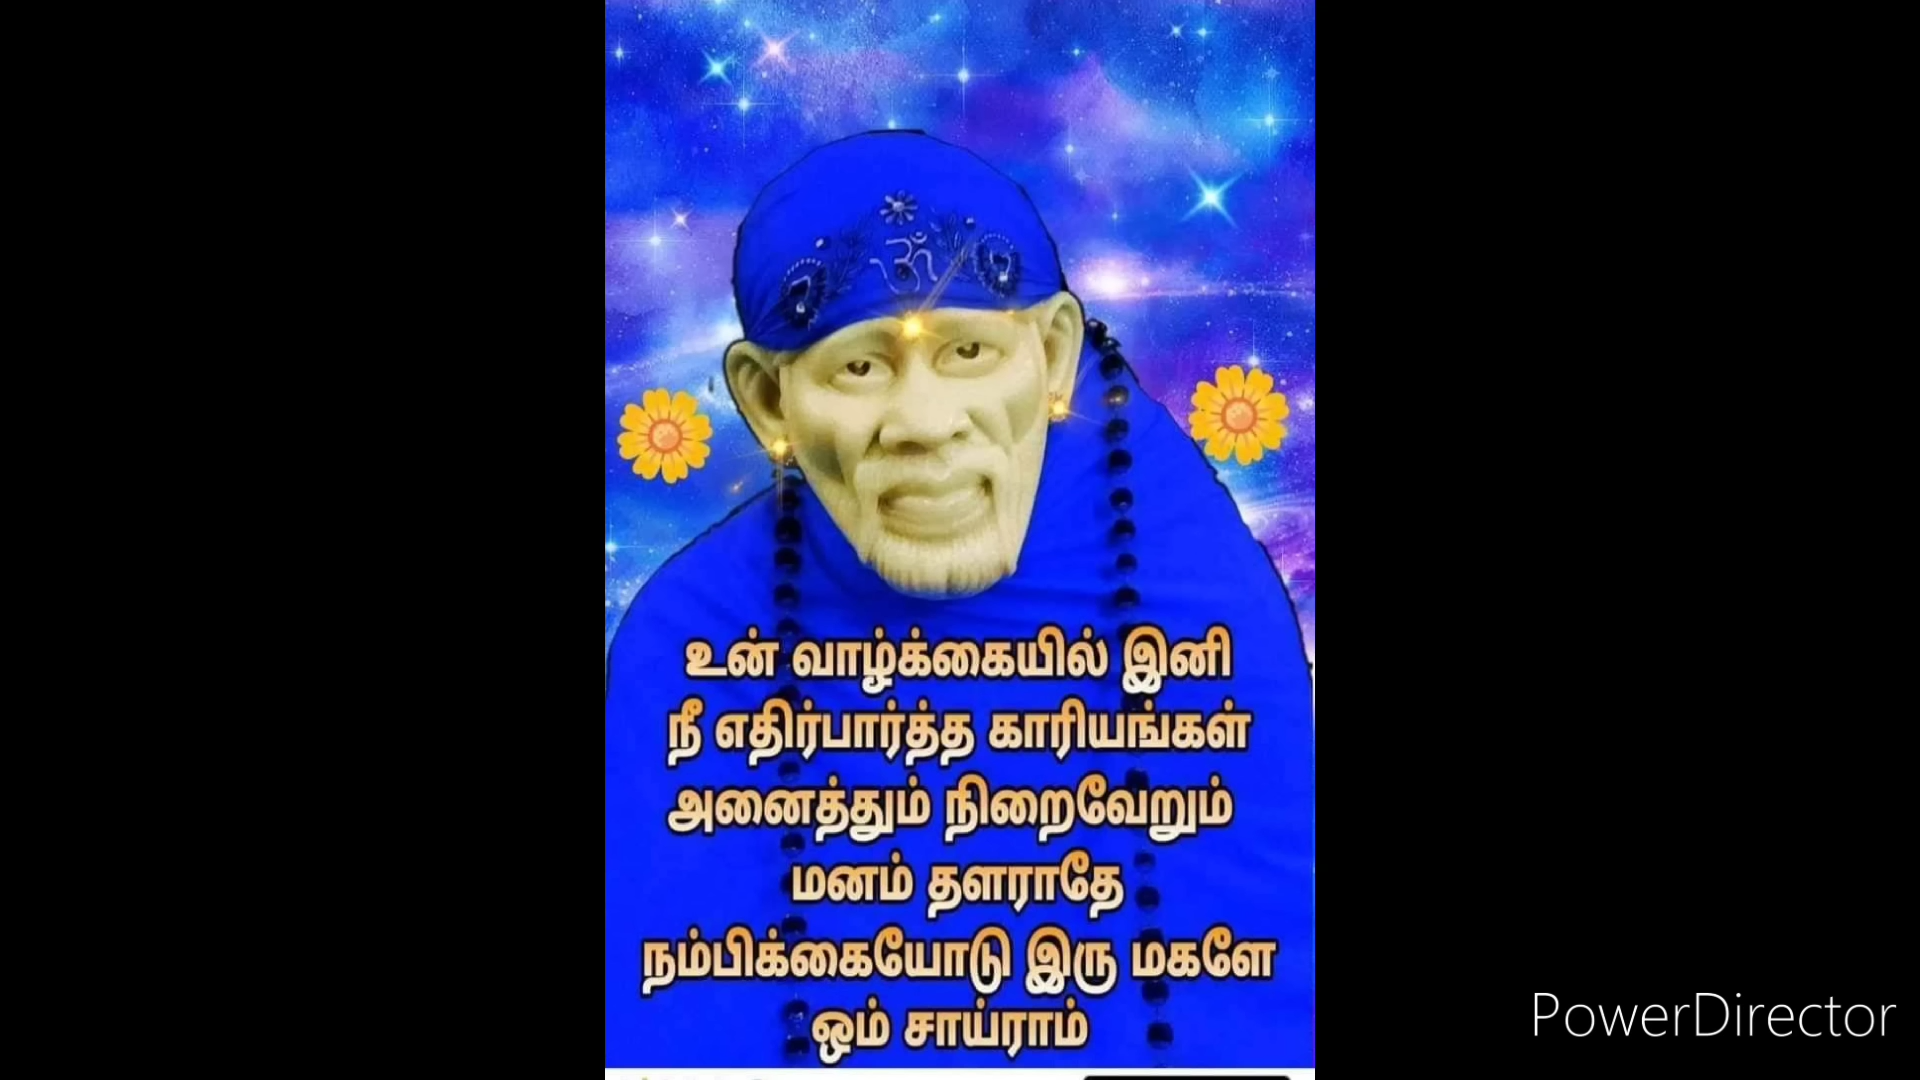 உன் வாழ்க்கையில் இனி
நீ எதிர்பார்த்த காரியங்கள்
அனைத்தும் நிறைவேறும்
மனம் தளராதே
நம்பிக்கையோடு இரு மகளே
ஓம் சாய்ராம்
PowerDirector